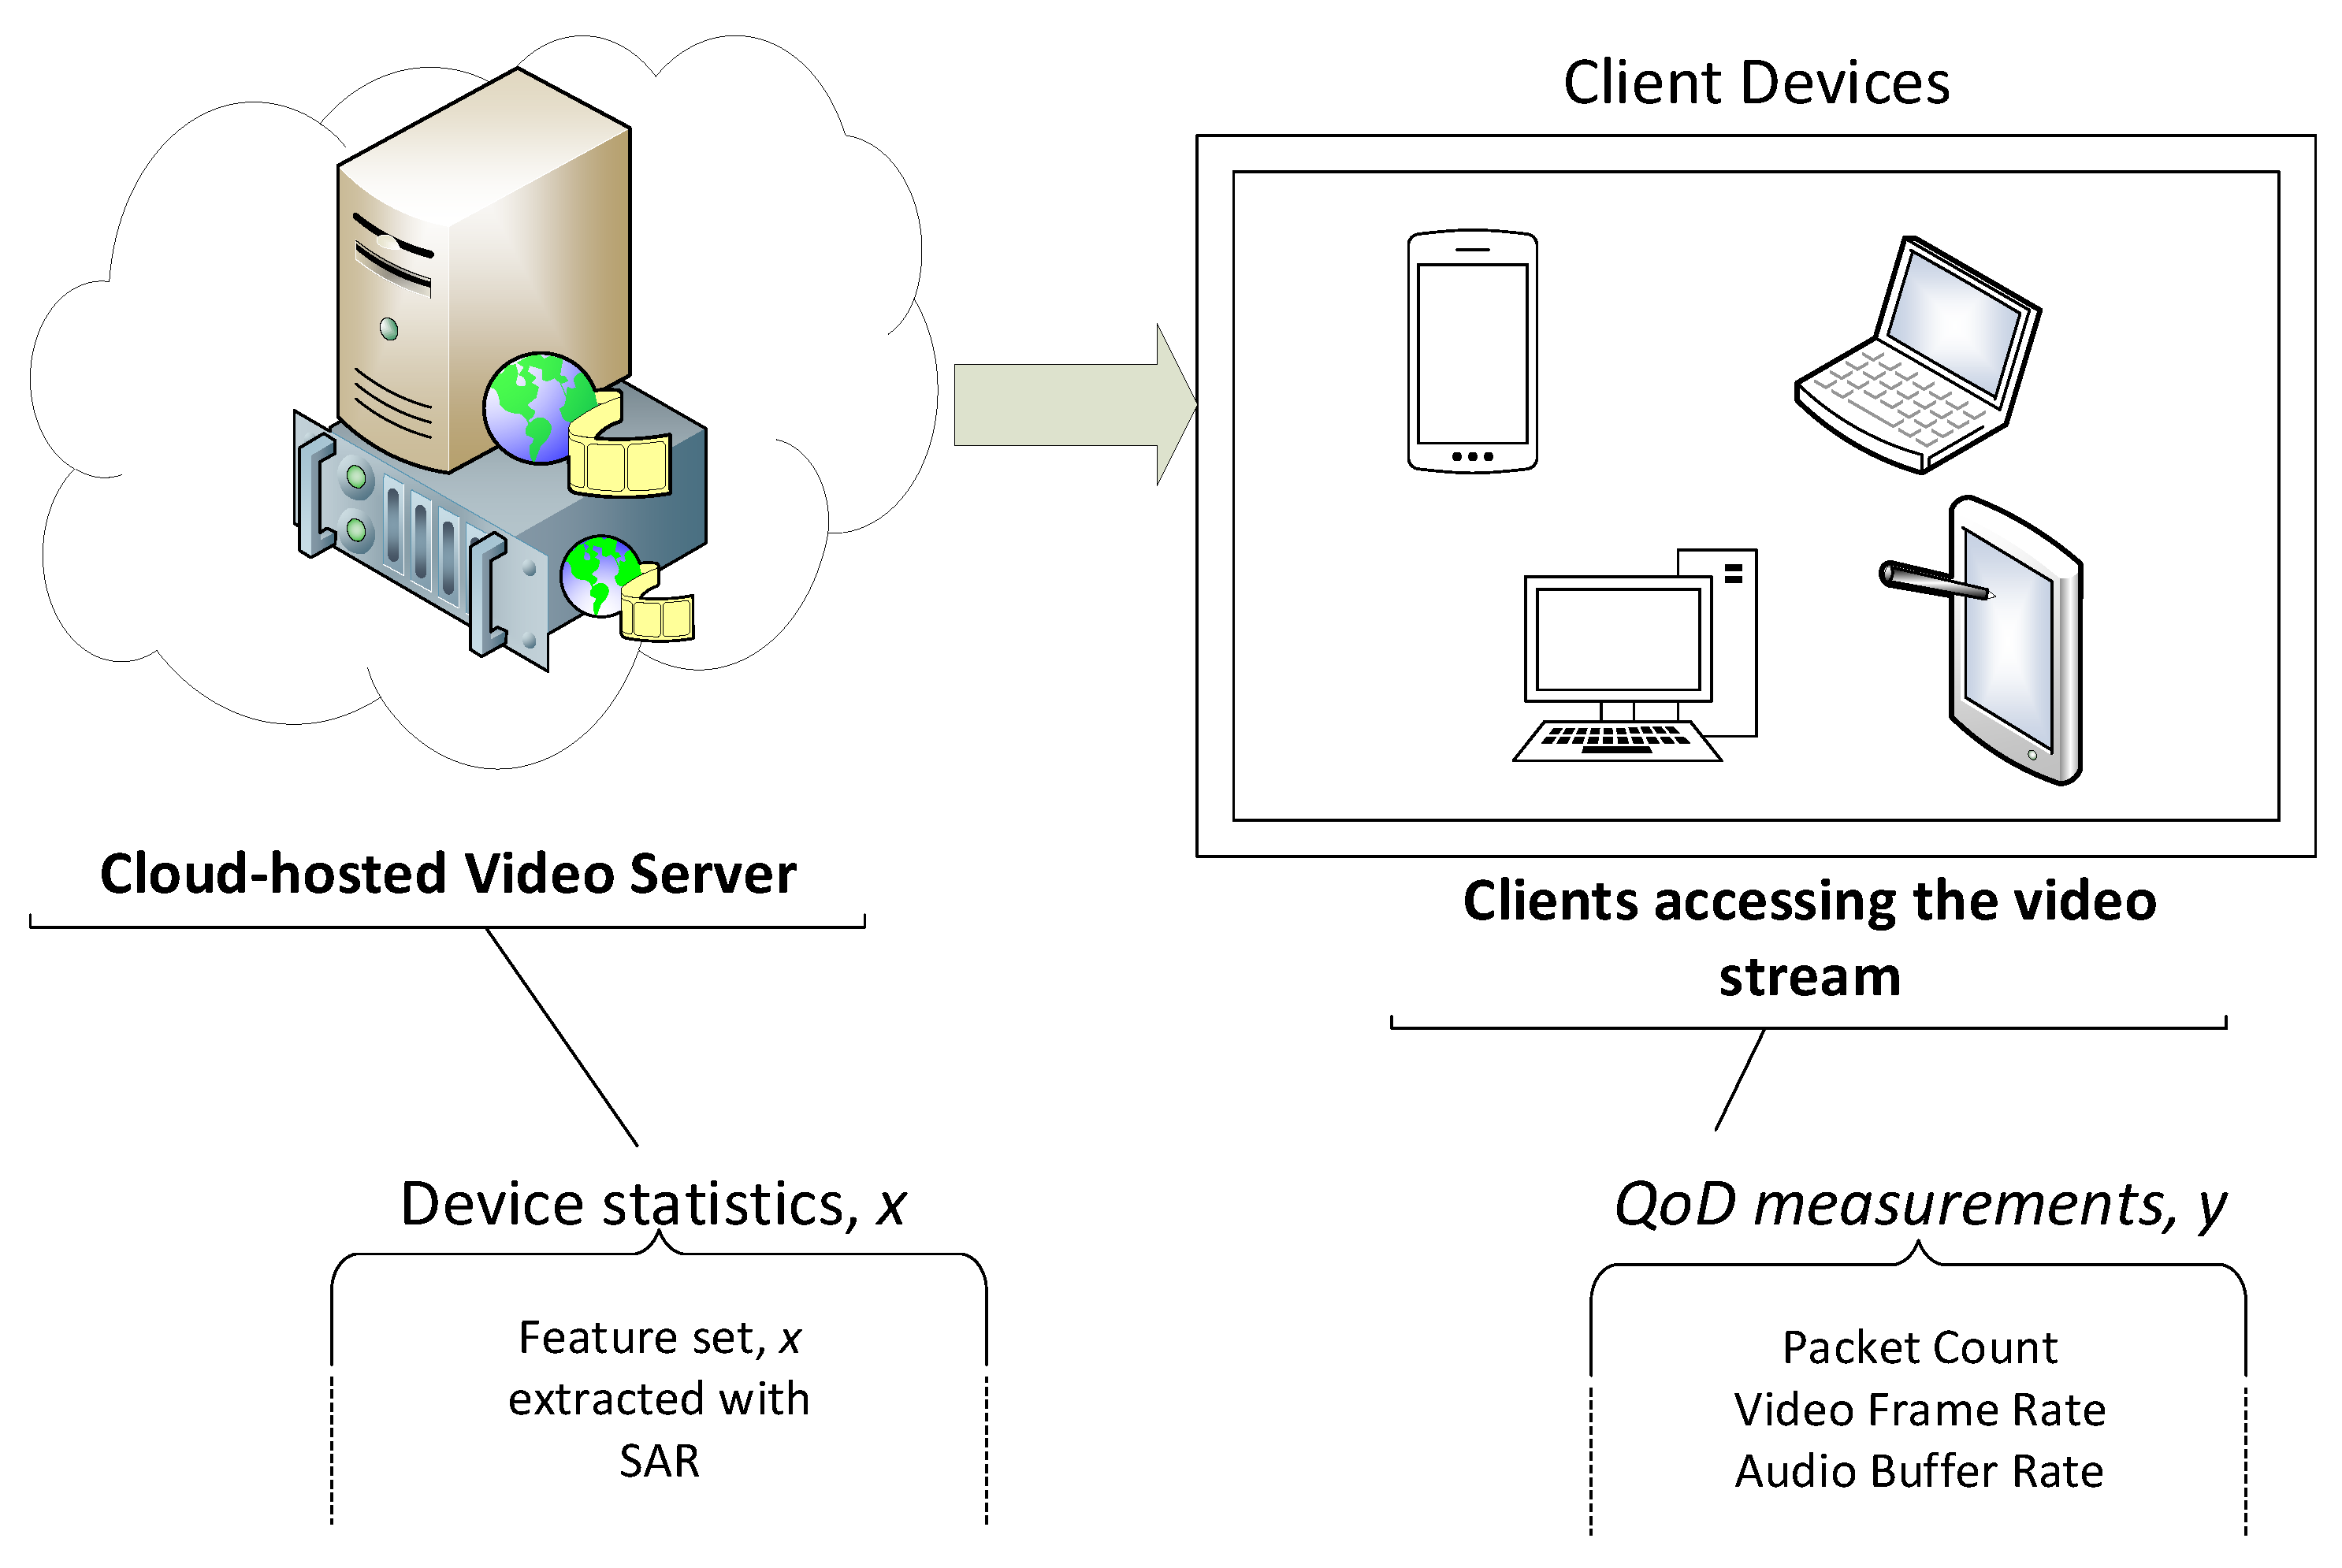 Client Devices
Cloud-hosted Video Server
Clients accessing the video
stream
Device statistics, x
Feature set, x
extracted with
SAR
QoD measurements, y
Packet Count
Video Frame Rate
Audio Buffer Rate